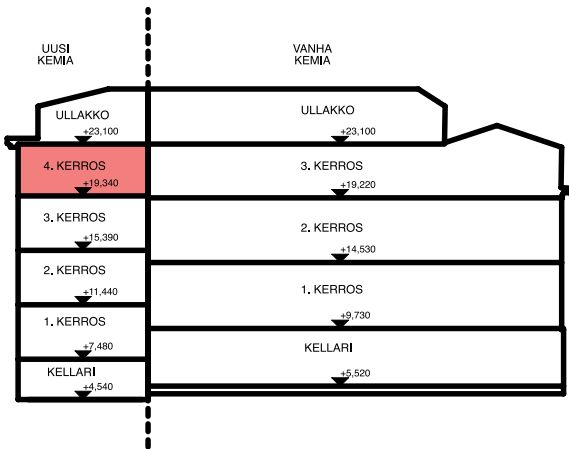 UUSI
KEMIA
VANHA
KEMIA
ULLAKKO
+23,100
ULLAKKO
+23,100
4. KERROS
+19,340
3. KERROS
+19,220
3. KERROS
+15,390
2. KERROS
+14,530
2. KERROS
+11,440
1. KERROS
+9,730
1. KERROS
+7,480
KELLARI
+5,520
KELLARI
+4,540